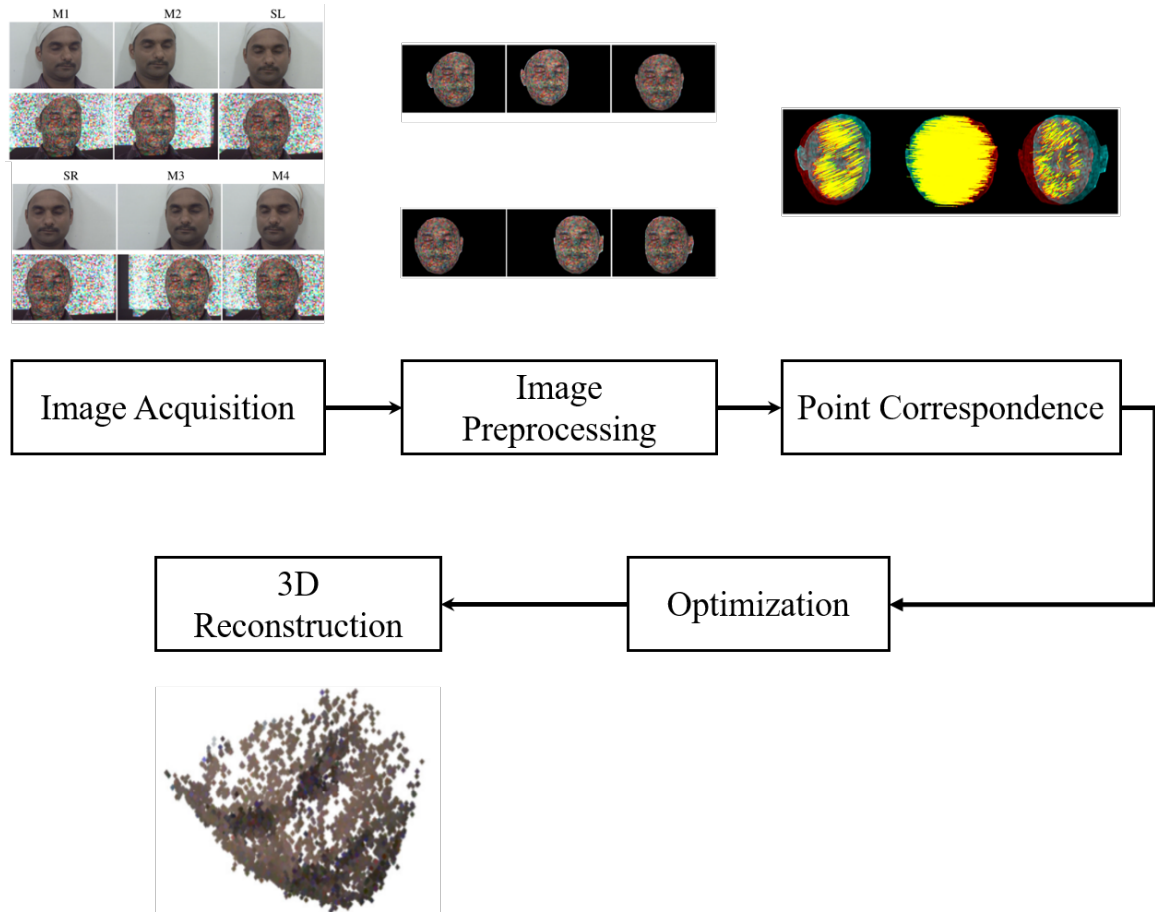 M1 M2 SL
SR M3 M4
Image Acquisition
Image
Preprocessing
Point Correspondence
3D
Reconstruction
Optimization